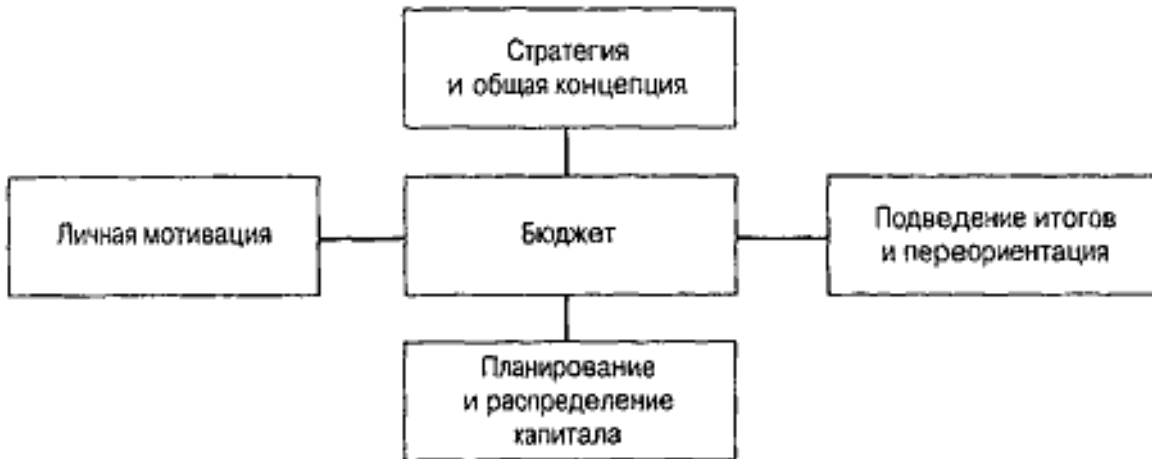 Стратегия
и общая концепция
Личная мотивация
Бюджет
Подведение итогов
и переориентация
Планирование
и распределение
капитала